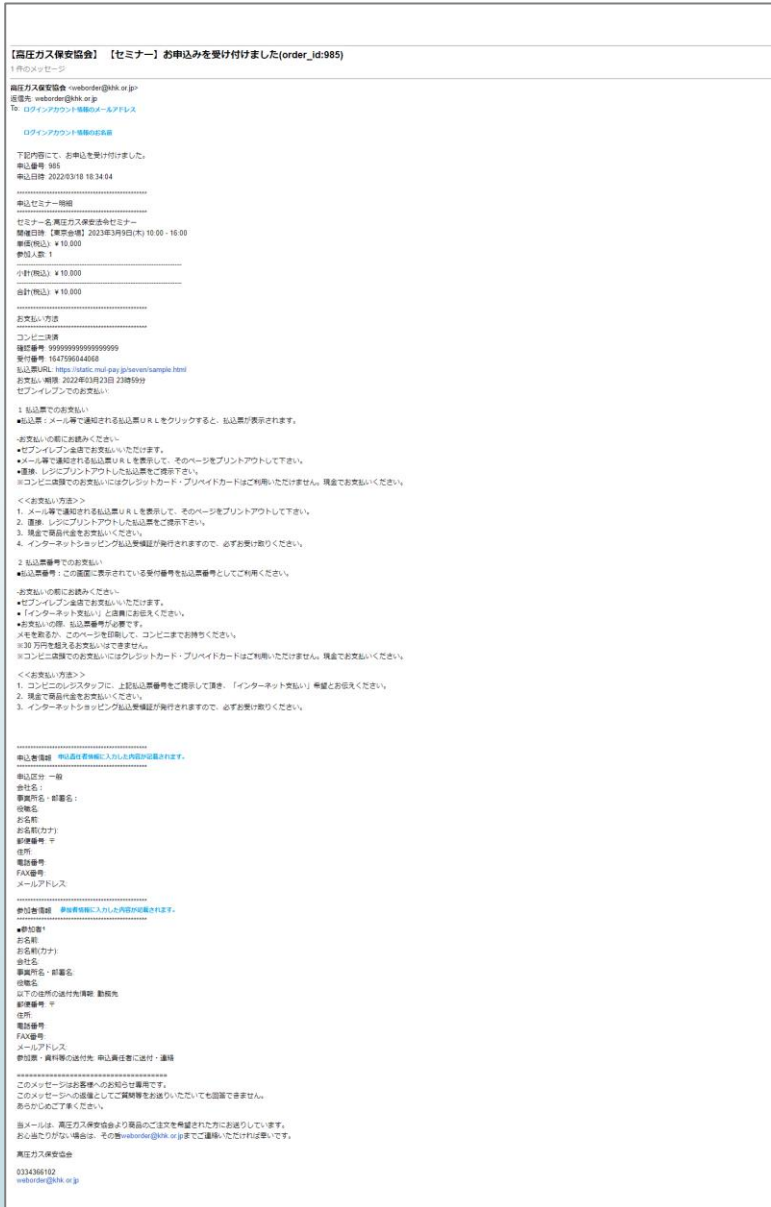 【高圧ガス保安協会】 【セミナー】お申込みを受け付けました(order_id:985)
1 件のメッセージ
高圧ガス保安協会 <weborder@khk.or.jp>
返信先: weborder@khk.or.jp
To: ログインアカウント情報のメールアドレス
ログインアカウント情報のお名前
下記内容にて、お申込を受け付けました。
申込番号: 985
申込日時: 2022/03/18 18:34:04
************************************************
申込セミナー明細
************************************************
セミナー名:高圧ガス保安法令セミナー
開催日時:【東京会場】2023年3月9日(木) 10:00 - 16:00
単価(税込): ¥ 10,000
参加人数: 1
------------------------------------------------------------
小計(税込): ¥ 10,000
------------------------------------------------------------
合計(税込): ¥ 10,000
************************************************
お支払い方法
************************************************
コンビニ決済
確認番号: 999999999999999999
受付番号: 1647596044068
払込票URL: https://static.mul-pay.jp/seven/sample.html
お支払い期限: 2022年03月23日 23時59分
セブンイレブンでのお支払い:
1 払込票でのお支払い
■払込票：メール等で通知される払込票ＵＲＬをクリックすると、払込票が表示されます。
-お支払いの前にお読みください-
●セブンイレブン全店でお支払いいただけます。
●メール等で通知される払込票ＵＲＬを表示して、そのページをプリントアウトして下さい。
●直接、レジにプリントアウトした払込票をご提示下さい。
※コンビニ店頭でのお支払いにはクレジットカード・プリペイドカードはご利用いただけません。現金でお支払いください。
＜＜お支払い方法＞＞
1. メール等で通知される払込票ＵＲＬを表示して、そのページをプリントアウトして下さい。
2. 直接、レジにプリントアウトした払込票をご提示下さい。
3. 現金で商品代金をお支払いください。
4. インターネットショッピング払込受領証が発行されますので、必ずお受け取りください。
2 払込票番号でのお支払い
■払込票番号：この画面に表示されている受付番号を払込票番号としてご利用ください。
-お支払いの前にお読みください-
●セブンイレブン全店でお支払いいただけます。
●「インターネット支払い」と店員にお伝えください。
●お支払いの際、払込票番号が必要です。
メモを取るか、このページを印刷して、コンビニまでお持ちください。
※30 万円を超えるお支払いはできません。
※コンビニ店頭でのお支払いにはクレジットカード・プリペイドカードはご利用いただけません。現金でお支払いください。
＜＜お支払い方法＞＞
1. コンビニのレジスタッフに、上記払込票番号をご提示して頂き、「インターネット支払い」希望とお伝えください。
2. 現金で商品代金をお支払いください。
3. インターネットショッピング払込受領証が発行されますので、必ずお受け取りください。
************************************************
申込者情報 申込責任者情報に入力した内容が記載されます。
************************************************
申込区分: 一般
会社名：
事業所名・部署名：
役職名:
お名前:
お名前(カナ):
郵便番号: 〒
住所:
電話番号:
FAX番号:
メールアドレス:
************************************************
参加者情報 参加者情報に入力した内容が記載されます。
************************************************
■参加者1
お名前:
お名前(カナ):
会社名:
事業所名・部署名:
役職名:
以下の住所の送付先情報: 勤務先
郵便番号: 〒
住所:
電話番号:
FAX番号:
メールアドレス:
参加票・資料等の送付先: 申込責任者に送付・連絡
====================================
このメッセージはお客様へのお知らせ専用です。
このメッセージへの返信としてご質問等をお送りいただいても回答できません。
あらかじめご了承ください。
当メールは、高圧ガス保安協会より商品のご注文を希望された方にお送りしています。
お心当たりがない場合は、その旨weborder@khk.or.jpまでご連絡いただければ幸いです。
高圧ガス保安協会
0334366102
weborder@khk.or.jp